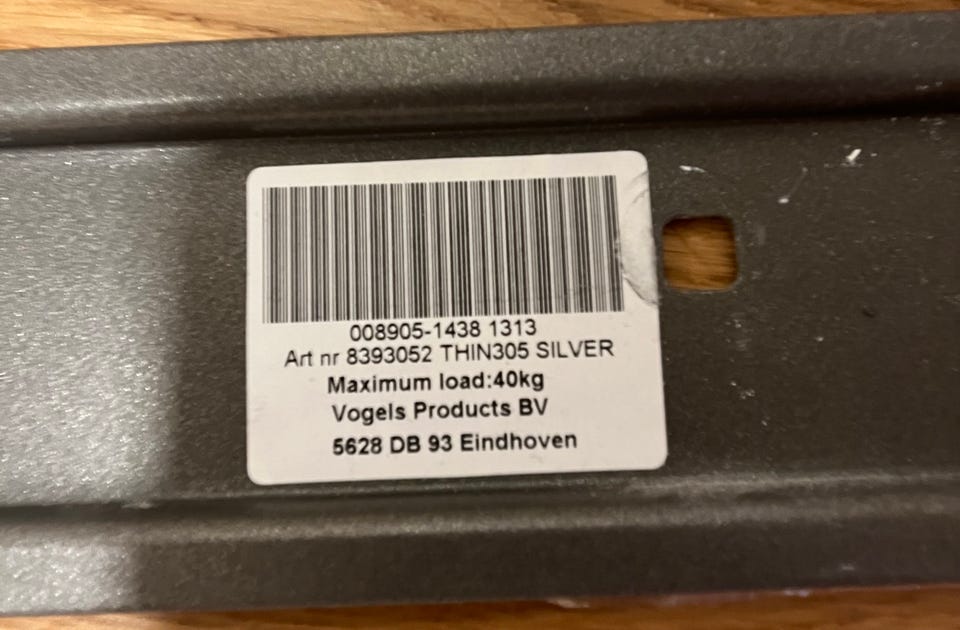 008905-1438 1313
Art nr 8393052 THIN305 SILVER
Maximum load:40kg
Vogels Products BV
5628 DB 93 Eindhoven